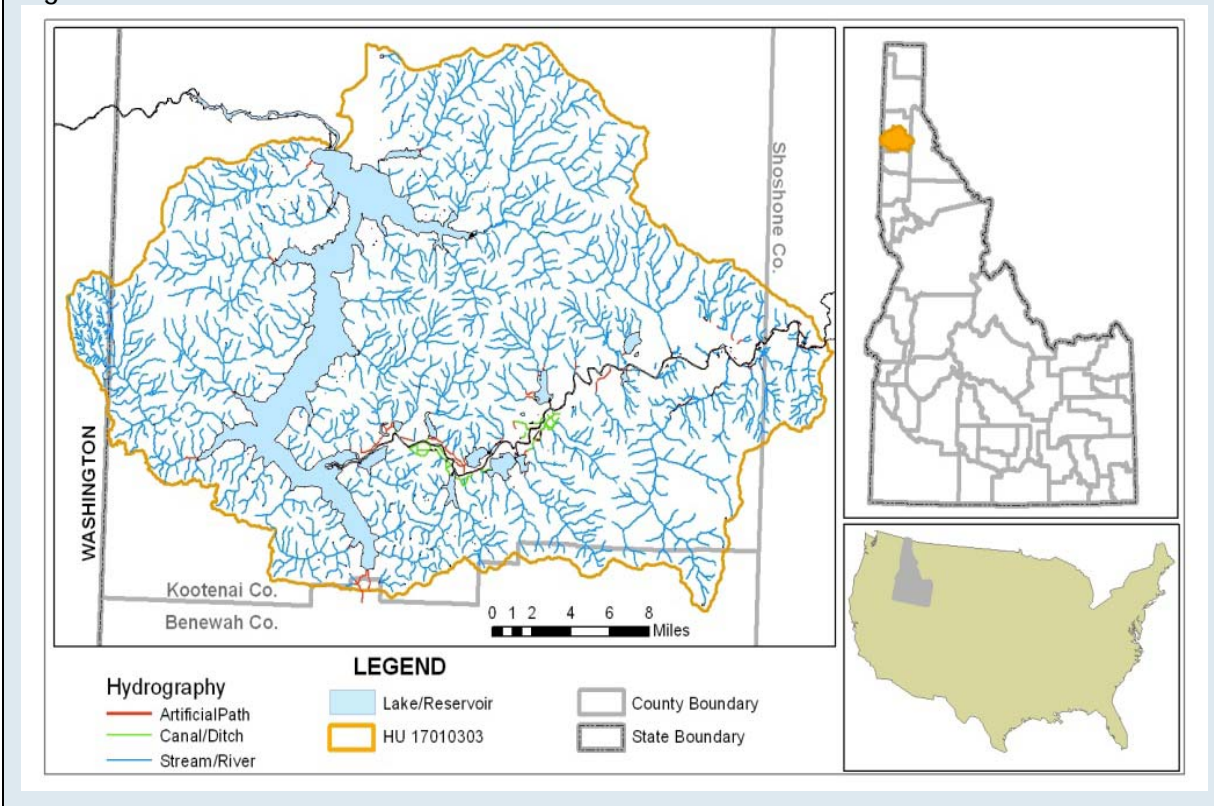 Shoshone Co.
WASHINGTON
Kootenai Co.
Benewah Co.
0 1 2 4 6 8
Miles
LEGEND
Hydrography
ArtificialPath
Canal/Ditch
Stream/River
Lake/Reservoir
HU 17010303
County Boundary
State Boundary